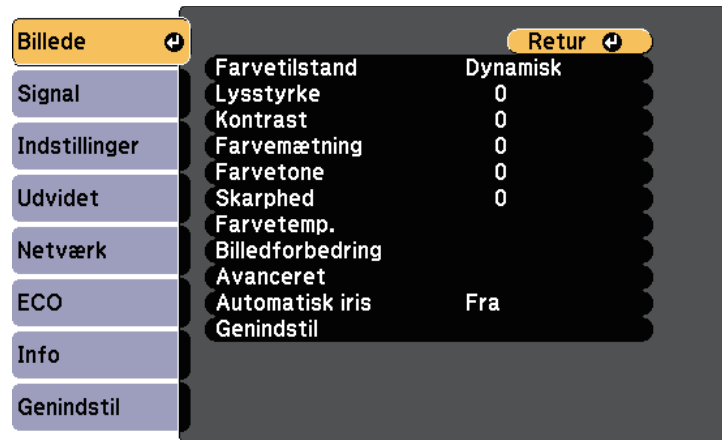 Billede
Signal
Indstillinger
Udvidet
Netværk
ECO
Info
Genindstil
Retur
Farvetilstand Dynamisk
Lysstyrke 0
Kontrast 0
Farvemætning 0
Farvetone 0
Skarphed 0
Farvetemp.
Billedforbedring
Avanceret
Automatisk iris Fra
Genindstil